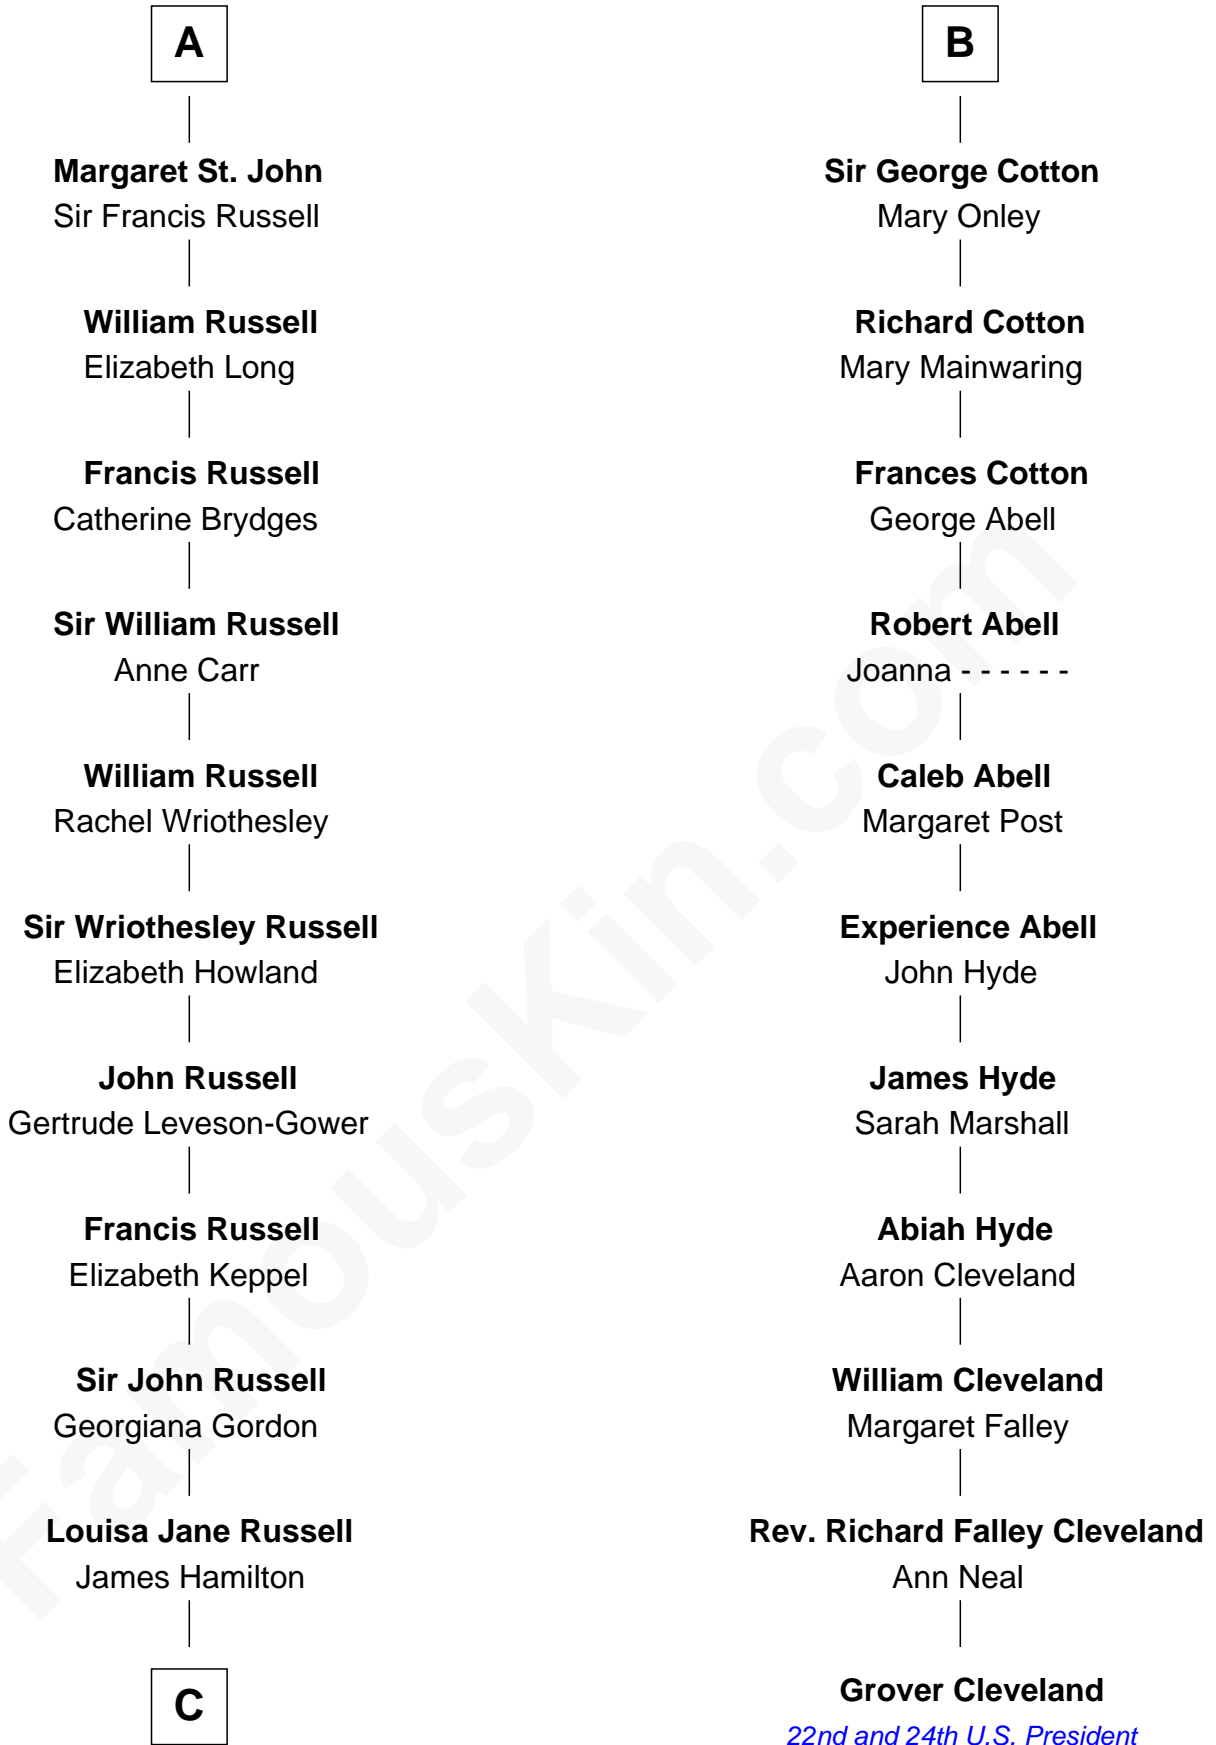 A
Margaret St. John
Sir Francis Russell
William Russell
Elizabeth Long
Francis Russell
Catherine Brydges
Sir William Russell
Anne Carr
William Russell
Rachel Wriothesley
Sir Wriothesley Russell
Elizabeth Howland
John Russell
Gertrude Leveson-Gower
Francis Russell
Elizabeth Keppel
Sir John Russell
Georgiana Gordon
Louisa Jane Russell
James Hamilton
C
B
Sir George Cotton
Mary Onley
Richard Cotton
Mary Mainwaring
Frances Cotton
George Abell
Robert Abell
Joanna - - - - - -
Caleb Abell
Margaret Post
Experience Abell
John Hyde
James Hyde
Sarah Marshall
Abiah Hyde
Aaron Cleveland
William Cleveland
Margaret Falley
Rev. Richard Falley Cleveland
Ann Neal
Grover Cleveland
22nd and 24th U.S. President
FamousKin.com